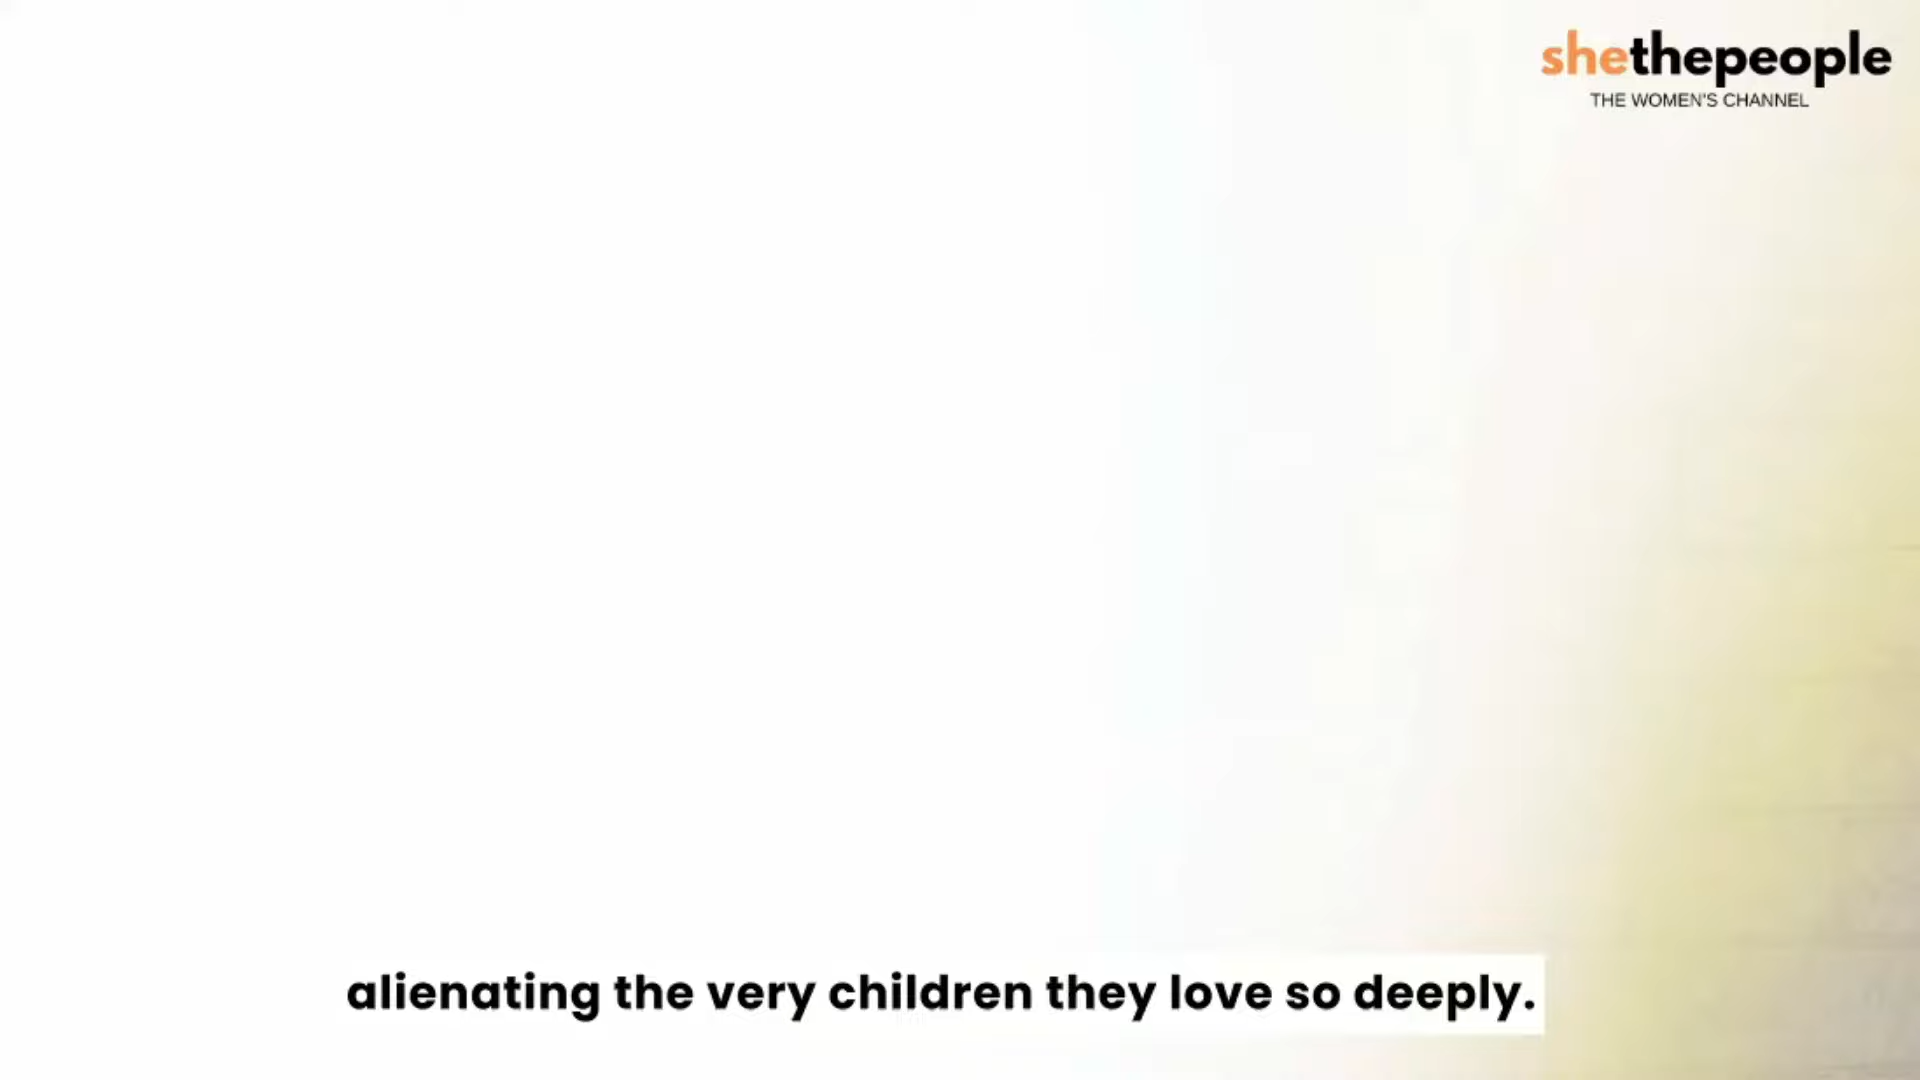 shethepeople
THE WOMEN'S CHANNEL
alienating the very children they love so deeply.